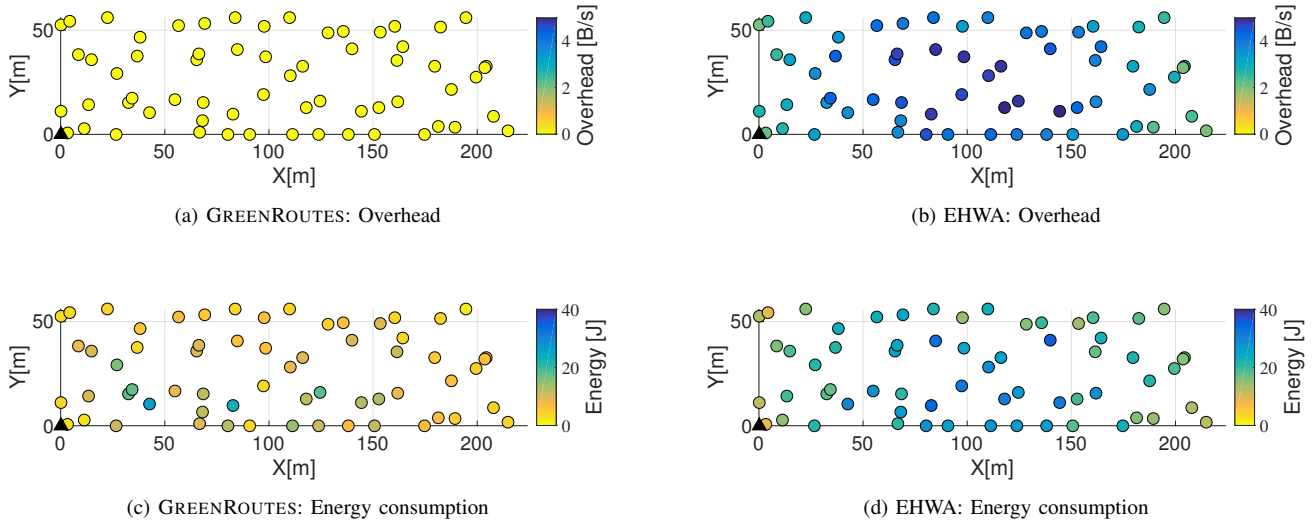 50
0
Y[m]
0 50 100 150 200
X[m]
4
2
0
Overhead [B/s]
(a) GREENROUTES: Overhead
50
0
Y[m]
0 50 100 150 200
X[m]
4
2
0
Overhead [B/s]
(b) EHWA: Overhead
50
0
Y[m]
0 50 100 150 200
X[m]
40
20
0
Energy [J]
(c) GREENROUTES: Energy consumption
50
0
Y[m]
0 50 100 150 200
X[m]
40
20
0
Energy [J]
(d) EHWA: Energy consumption